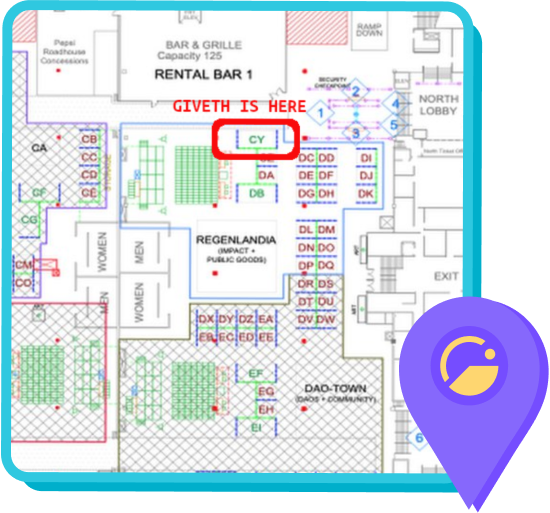 Pepsi
Roadhouse
Concessions
BAR & GRILLE
Capacity 125
RENTAL BAR 1
RAMP
DOWN
SECURITY
CHECKPOINT
GIVETH IS HERE
1
2
3
4
5
NORTH
LOBBY
CA
CB
CC
CD
CE
CF
CG
CM
CO
CY
DA
DB
DC DD
DE DF
DG DH
DI
DJ
DK
DL DM
DN DO
DP DQ
DR DS
DT DU
DV DW
REGENLANDIA
(IMPACT +
PUBLIC GOODS)
WOMEN
MEN
WOMEN
MEN
EXIT
DX DY DZ EA
EB EC ED EE
EF
EG
EH
EI
DAO-TOWN
(DAOS + COMMUNITY)
6